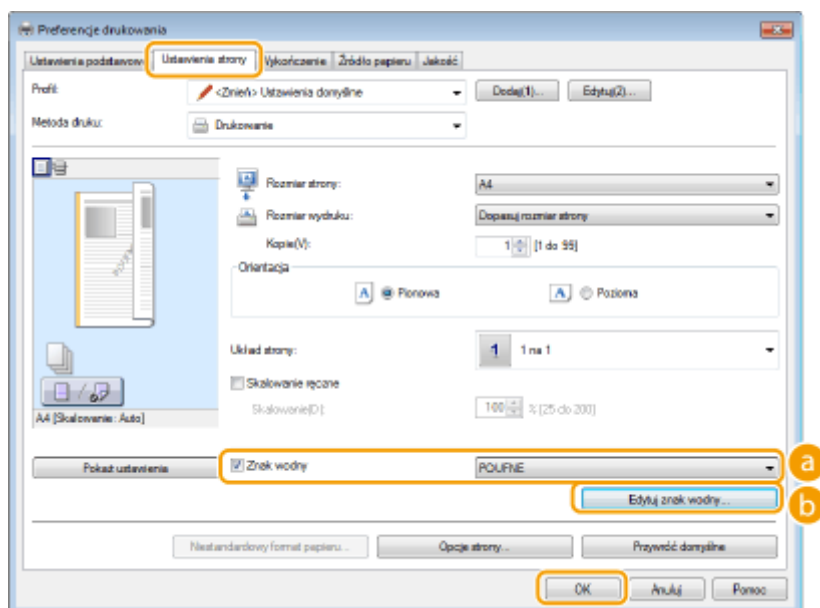 Preferencje drukowania
Ustawienia podstawowe Ustawienia strony Wykończenie Źródło papieru Jakość
Profil: <Zmień> Ustawienia domyślne Dodaj(1)... Edytuj(2)...
Metoda druku: Drukowanie
Rozmiar strony: A4
Rozmiar wydruku: Dopasuj rozmiar strony
Kopie(V): 1 [1 do 99]
Orientacja
A Pionowa A Pozioma
Układ strony: 1 1 na 1
Skalowanie ręczne
Skalowanie(D): 100 % [25 do 200]
A4 [Skalowanie: Auto]
Pokaż ustawienia Znak wodny POUFNE a
Edytuj znak wodny... b
Niestandardowy format papieru... Opcje strony... Przywróć domyślne
OK Anuluj Pomoc